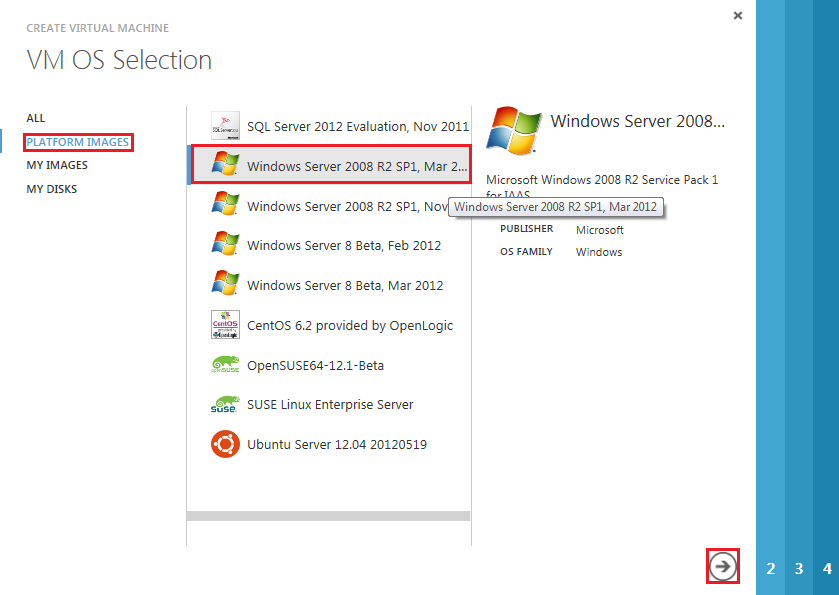 CREATE VIRTUAL MACHINE
VM OS Selection
ALL
PLATFORM IMAGES
MY IMAGES
MY DISKS
SQL Server 2012 Evaluation, Nov 2011
Windows Server 2008 R2 SP1, Mar 2...
Windows Server 2008 R2 SP1, Nov
Windows Server 8 Beta, Feb 2012
Windows Server 8 Beta, Mar 2012
CentOS
CentOS 6.2 provided by OpenLogic
openSUSE
OpenSUSE64-12.1-Beta
SUSE
SUSE Linux Enterprise Server
Ubuntu Server 12.04 20120519
Windows Server 2008...
Microsoft Windows 2008 R2 Service Pack 1
for IAAS
Windows Server 2008 R2 SP1, Mar 2012
PUBLISHER Microsoft
OS FAMILY Windows
2 3 4